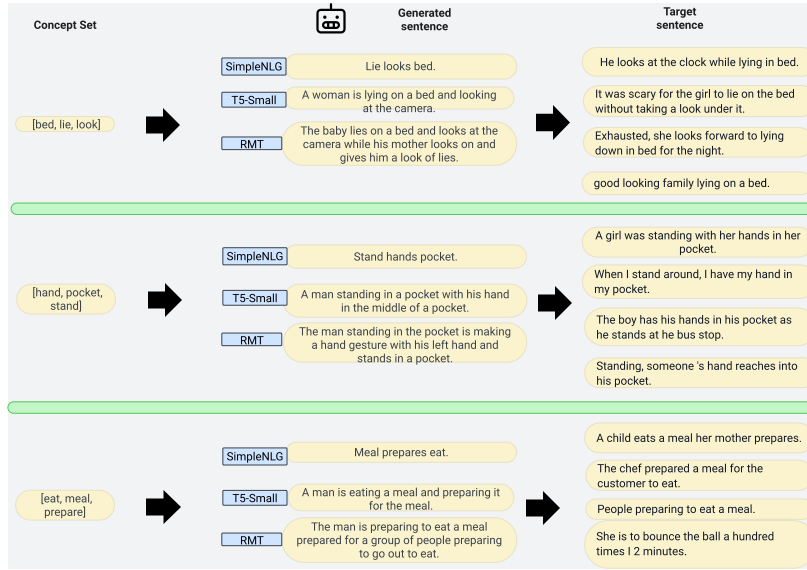 Concept Set
Generated
sentence
Target
sentence
[bed, lie, look]
SimpleNLG
Lie looks bed.
T5-Small
A woman is lying on a bed and looking
at the camera.
RMT
The baby lies on a bed and looks at the
camera while his mother looks on and
gives him a look of lies.
He looks at the clock while lying in bed.
It was scary for the girl to lie on the bed
without taking a look under it.
Exhausted, she looks forward to lying
down in bed for the night.
good looking family lying on a bed.
[hand, pocket,
stand]
SimpleNLG
Stand hands pocket.
T5-Small
A man standing in a pocket with his hand
in the middle of a pocket.
RMT
The man standing in the pocket is making
a hand gesture with his left hand and
stands in a pocket.
A girl was standing with her hands in her
pocket.
When I stand around, I have my hand in
my pocket.
The boy has his hands in his pocket as
he stands at he bus stop.
Standing, someone 's hand reaches into
his pocket.
[eat, meal,
prepare]
SimpleNLG
Meal prepares eat.
T5-Small
A man is eating a meal and preparing it
for the meal.
RMT
The man is preparing to eat a meal
prepared for a group of people preparing
to go out to eat.
A child eats a meal her mother prepares.
The chef prepared a meal for the
customer to eat.
People preparing to eat a meal.
She is to bounce the ball a hundred
times I 2 minutes.